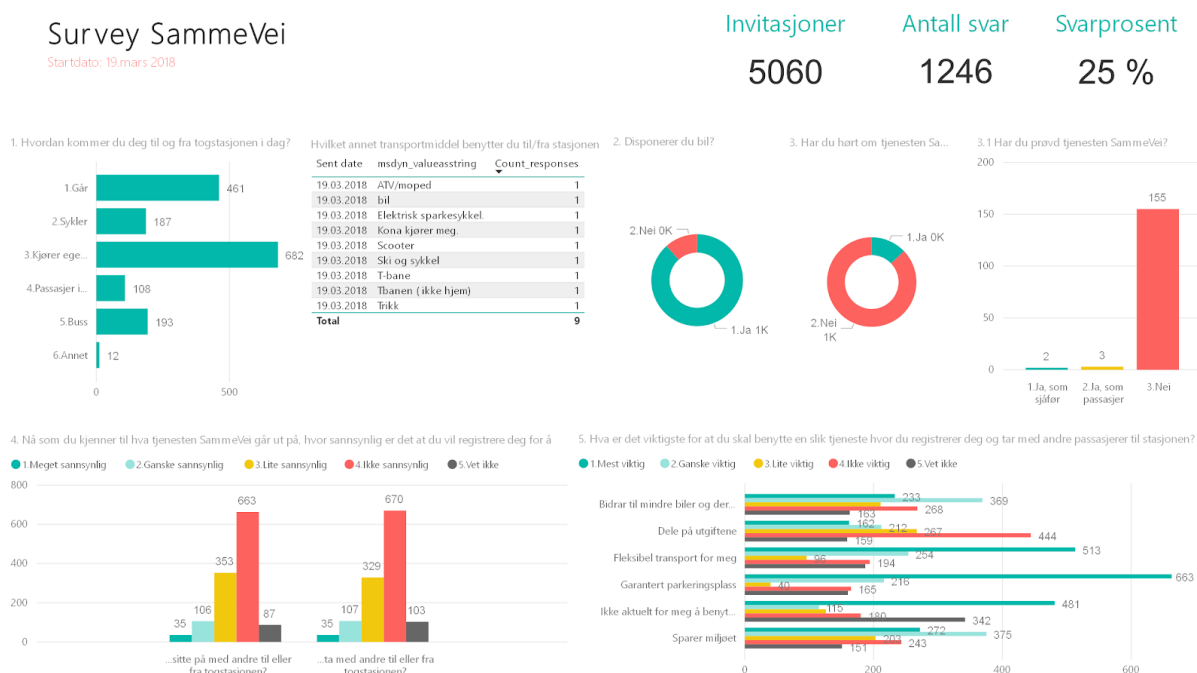 Survey SammeVei
Startdato: 19.mars 2018
Invitasjoner
5060
Antall svar
1246
Svarprosent
25 %
1. Hvordan kommer du deg til og fra togstasjonen i dag?
1.Går
461
2.Sykler
187
3.Kjører ege...
682
4.Passasjer i...
108
5.Buss
193
6.Annet
12
0
500
Hvilket annet transportmiddel benytter du til/fra stasjonen
Sent date msdyn_valueasstring Count_responses
19.03.2018 ATV/moped 1
19.03.2018 bil 1
19.03.2018 Elektrisk sparkesykkel. 1
19.03.2018 Kona kjører meg. 1
19.03.2018 Scooter 1
19.03.2018 Ski og sykkel 1
19.03.2018 T-bane 1
19.03.2018 Tbanen ( ikke hjem) 1
19.03.2018 Trikk 1
Total 9
2. Disponerer du bil?
2.Nei 0K
1.Ja 1K
3. Har du hørt om tjenesten Sa...
1.Ja 0K
2.Nei
1K
3.1 Har du prøvd tjenesten SammeVei?
200
150
100
50
0
2
3
155
1.Ja, som
sjåfør
2.Ja, som
passasjer
3.Nei
4. Nå som du kjenner til hva tjenesten SammeVei går ut på, hvor sannsynlig er det at du vil registrere deg for å
1.Meget sannsynlig 2.Ganske sannsynlig 3.Lite sannsynlig 4.Ikke sannsynlig 5.Vet ikke
800
600
400
200
0
35
106
353
663
87
35
107
329
670
103
...sitte på med andre til eller
fra togstasjonen?
...ta med andre til eller fra
togstasjonen?
5. Hva er det viktigste for at du skal benytte en slik tjeneste hvor du registrerer deg og tar med andre passasjerer til stasjonen?
1.Mest viktig 2.Ganske viktig 3.Lite viktig 4.Ikke viktig 5.Vet ikke
Bidrar til mindre biler og der...
233
369
268
163
Dele på utgiftene
162
212
267
444
159
Fleksibel transport for meg
513
254
96
194
Garantert parkeringsplass
663
216
40
165
Ikke aktuelt for meg å benyt...
481
115
180
342
Sparer miljøet
272
375
203
243
151
0
200
400
600